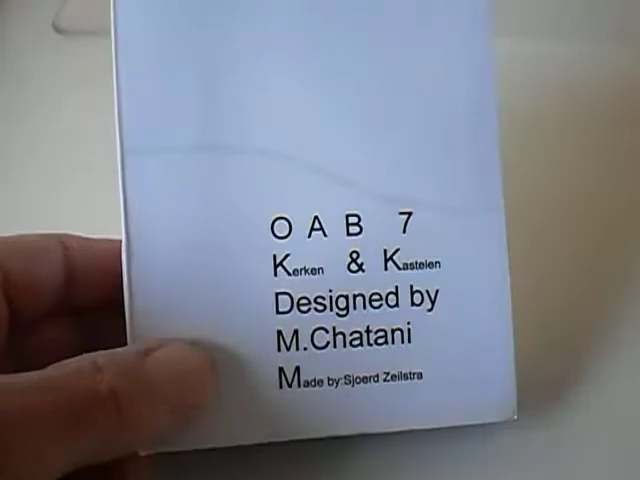 O A B 7
Kerken & Kastelen
Designed by
M.Chatani
Made by:Sjoerd Zeilstra